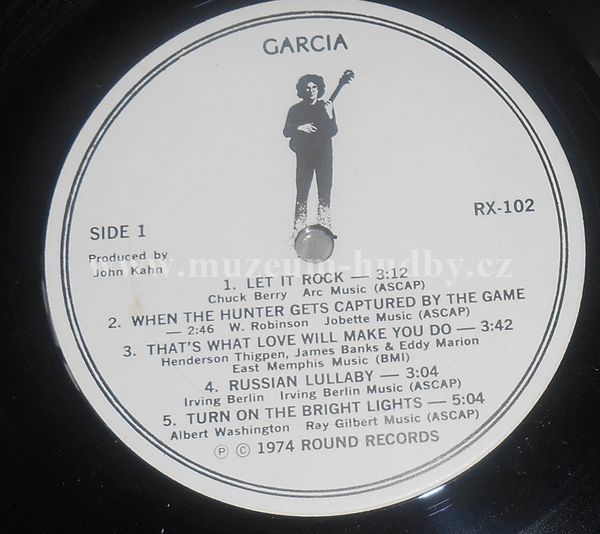 GARCIA
SIDE 1
RX-102
Produced by
John Kahn
www.muzeum-hudby.cz
1. LET IT ROCK — 3:12
Chuck Berry Arc Music (ASCAP)
2. WHEN THE HUNTER GETS CAPTURED BY THE GAME
— 2:46 W. Robinson Jobette Music (ASCAP)
3. THAT'S WHAT LOVE WILL MAKE YOU DO — 3:42
Henderson Thigpen, James Banks & Eddy Marion
East Memphis Music (BMI)
4. RUSSIAN LULLABY — 3:04
Irving Berlin Irving Berlin Music (ASCAP)
5. TURN ON THE BRIGHT LIGHTS — 5:04
Albert Washington Ray Gilbert Music (ASCAP)
Ⓟ © 1974 ROUND RECORDS